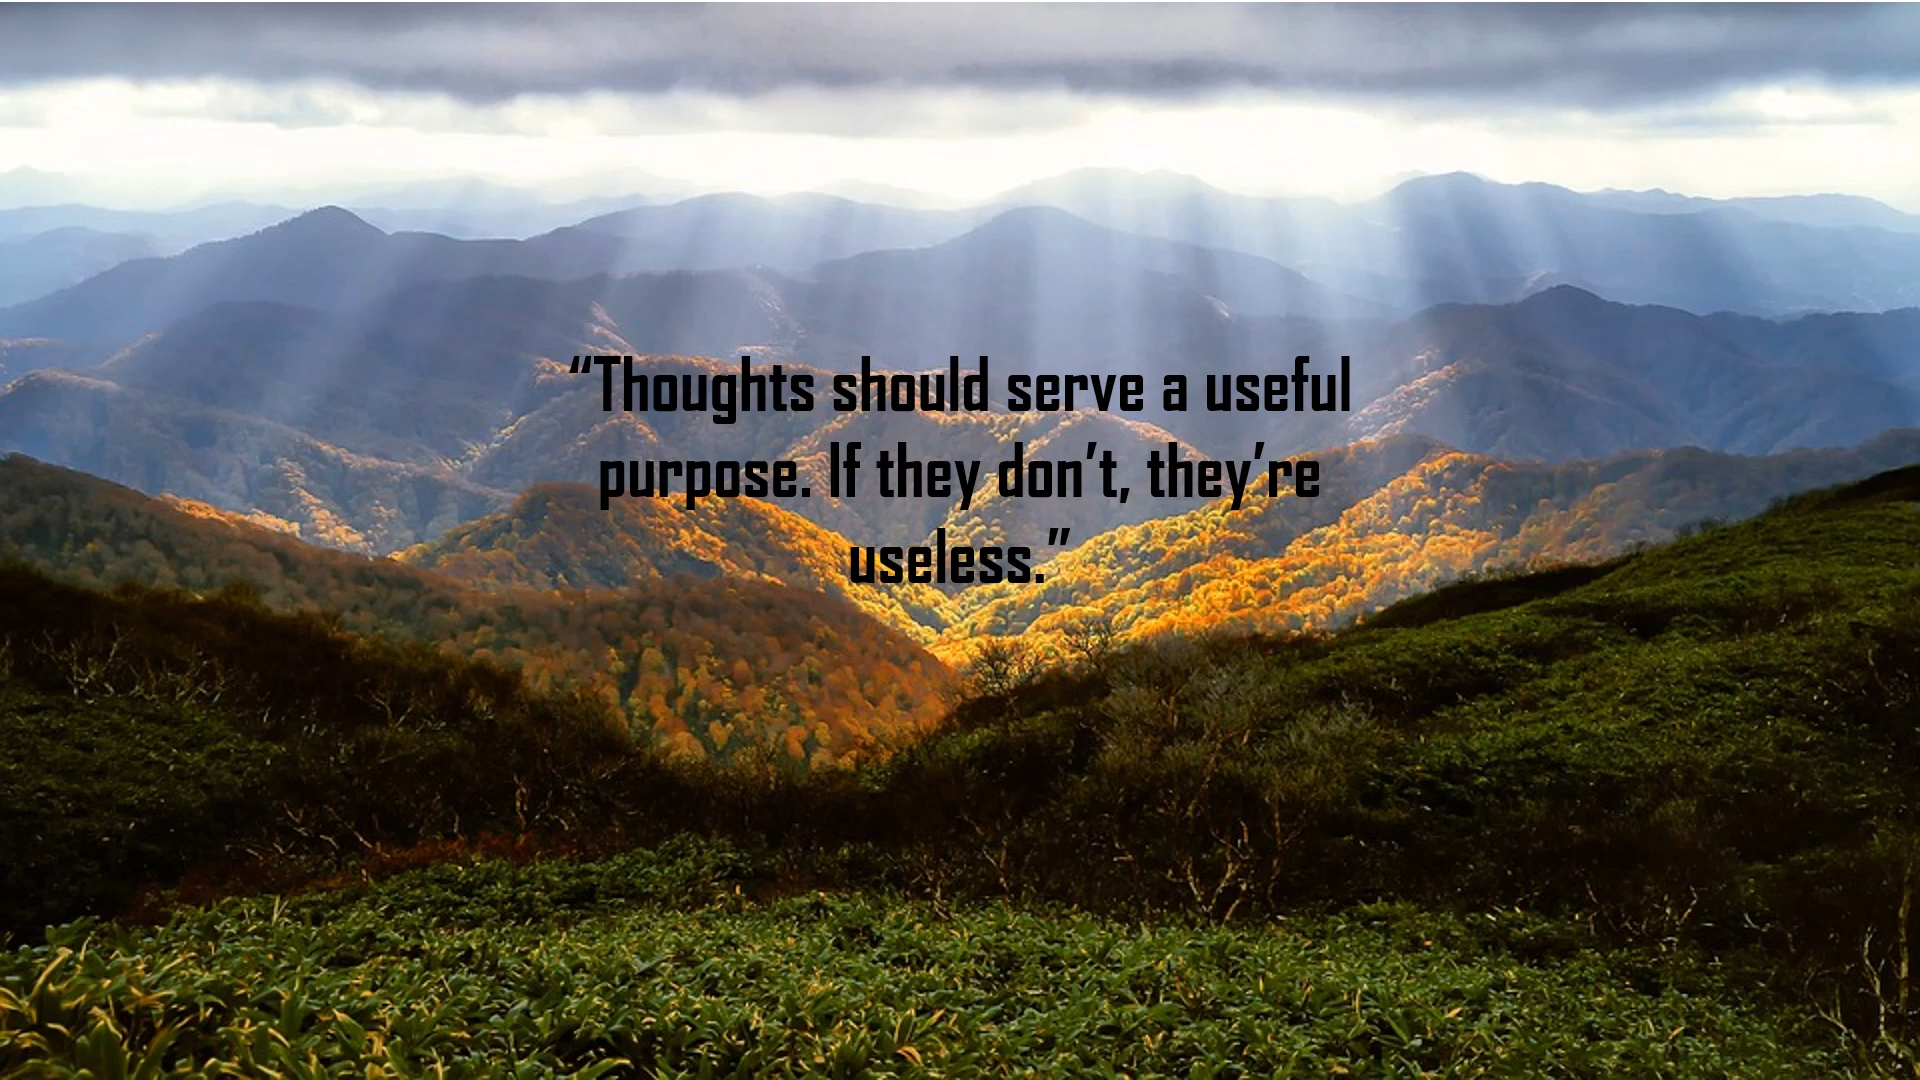 “Thoughts should serve a useful
purpose. If they don’t, they’re
useless.”